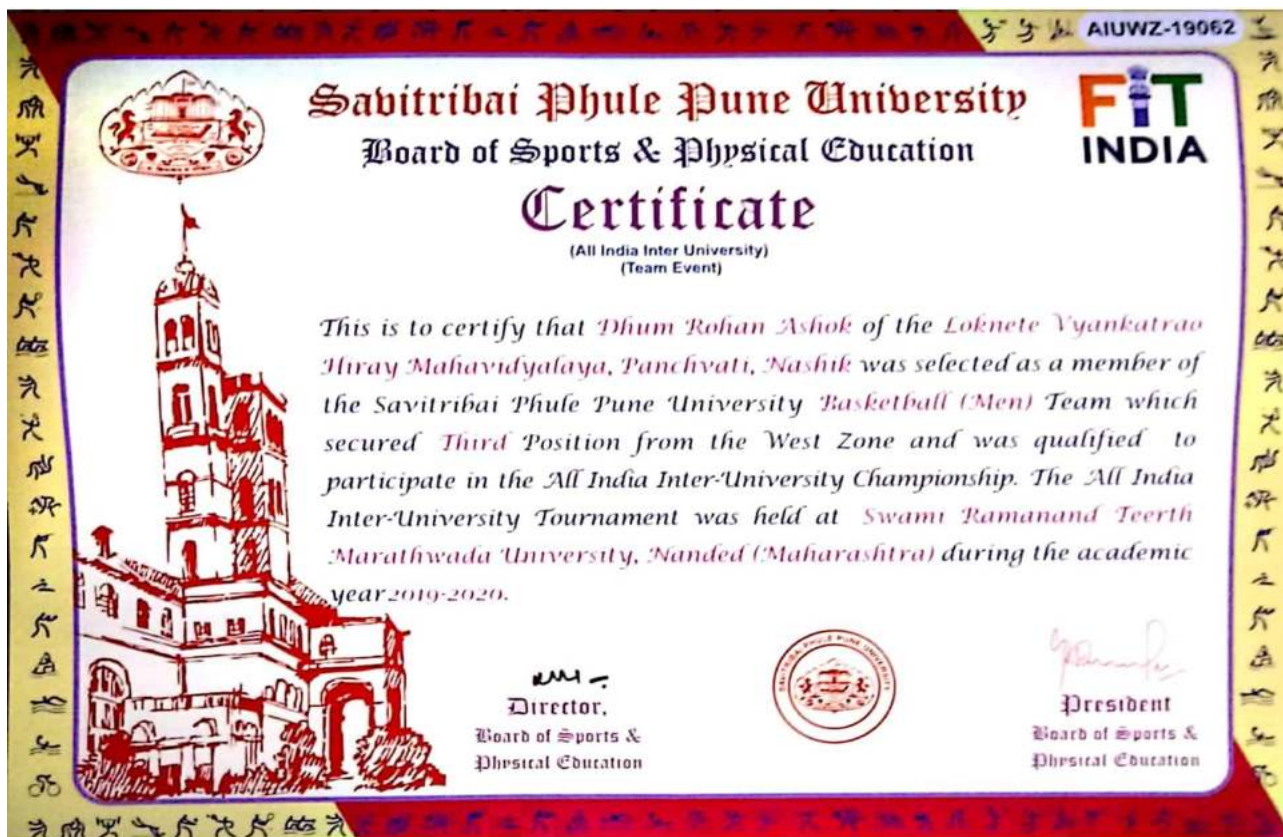 AIUWZ-19062
Savitribai Phule Pune University
FIT
INDIA
Board of Sports & Physical Education
Certificate
(All India Inter University)
(Team Event)
This is to certify that Dhum Rohan Ashok of the Loknete Vyankatrao
Hiray Mahavidyalaya, Panchvati, Nashik was selected as a member of
the Savitribai Phule Pune University Basketball (Men) Team which
secured Third Position from the West Zone and was qualified to
participate in the All India Inter-University Championship. The All India
Inter-University Tournament was held at Swami Ramanand Teerth
Marathwada University, Nanded (Maharashtra) during the academic
year 2019-2020.
SAVITRIBAI PHULE PUNE UNIVERSITY
Director,
Board of Sports &
Physical Education
President
Board of Sports &
Physical Education